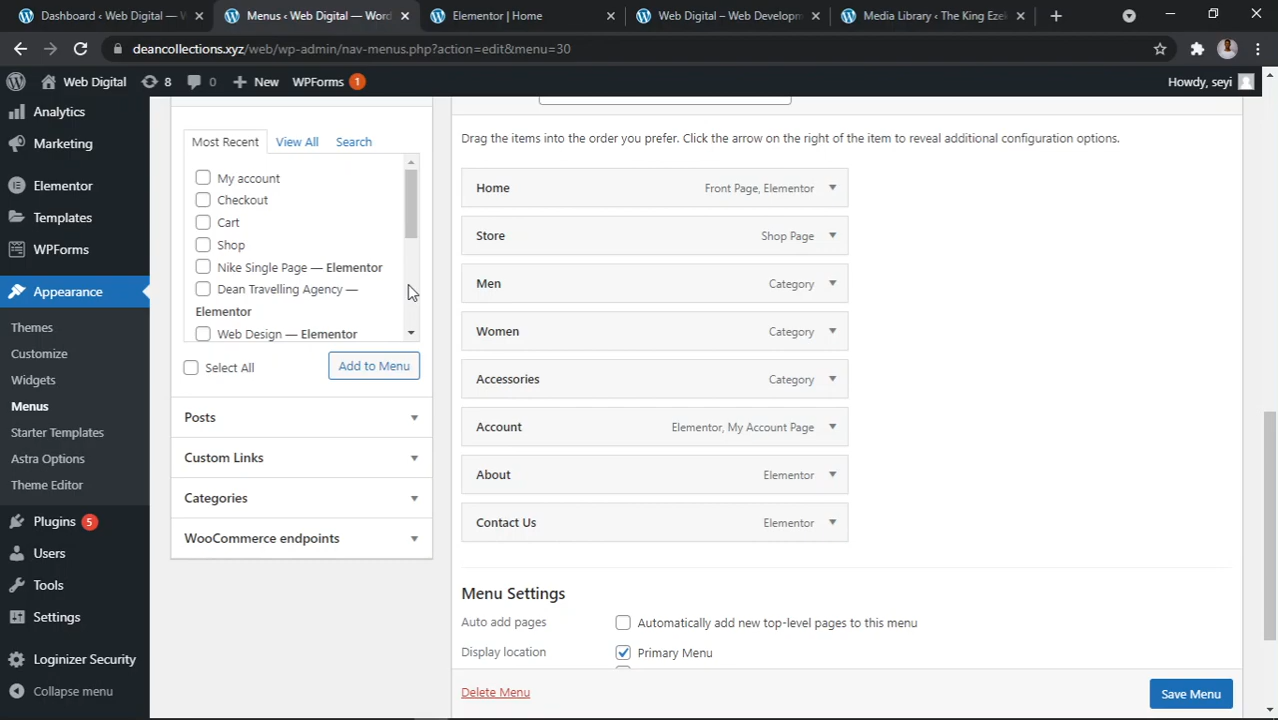 Dashboard ‹ Web Digital —
Menus ‹ Web Digital — Word
Elementor | Home
Web Digital – Web Developm
Media Library ‹ The King Eze
deancollections.xyz/web/wp-admin/nav-menus.php?action=edit&menu=30
Web Digital
8
0
New
WPForms 1
Howdy, seyi
Analytics
Marketing
Elementor
Templates
WPForms
Appearance
Themes
Customize
Widgets
Menus
Starter Templates
Astra Options
Theme Editor
Plugins 5
Users
Tools
Settings
Loginizer Security
Collapse menu
Most Recent
View All
Search
My account
Checkout
Cart
Shop
Nike Single Page — Elementor
Dean Travelling Agency —
Elementor
Web Design — Elementor
Select All
Add to Menu
Posts
Custom Links
Categories
WooCommerce endpoints
Drag the items into the order you prefer. Click the arrow on the right of the item to reveal additional configuration options.
Home Front Page, Elementor
Store Shop Page
Men Category
Women Category
Accessories Category
Account Elementor, My Account Page
About Elementor
Contact Us Elementor
Menu Settings
Auto add pages
Automatically add new top-level pages to this menu
Display location
Primary Menu
Delete Menu
Save Menu